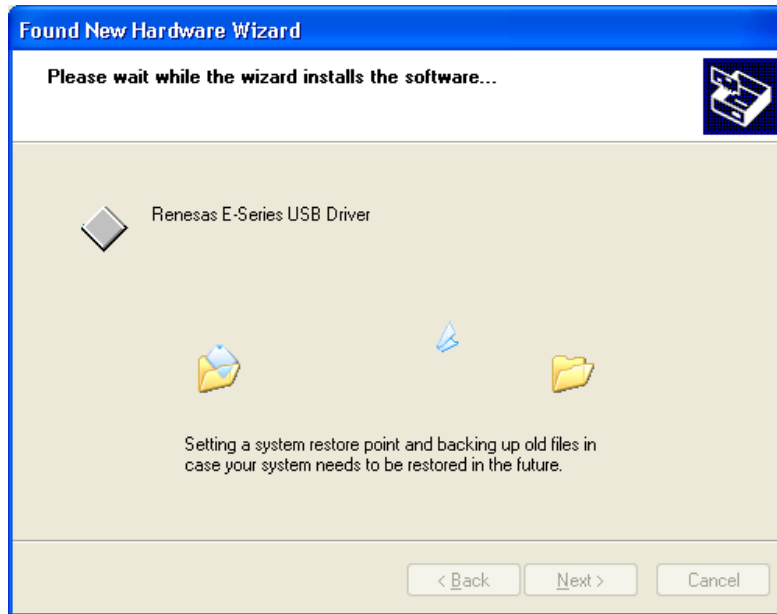 Found New Hardware Wizard
Please wait while the wizard installs the software...
Renesas E-Series USB Driver
Setting a system restore point and backing up old files in
case your system needs to be restored in the future.
< Back
Next >
Cancel